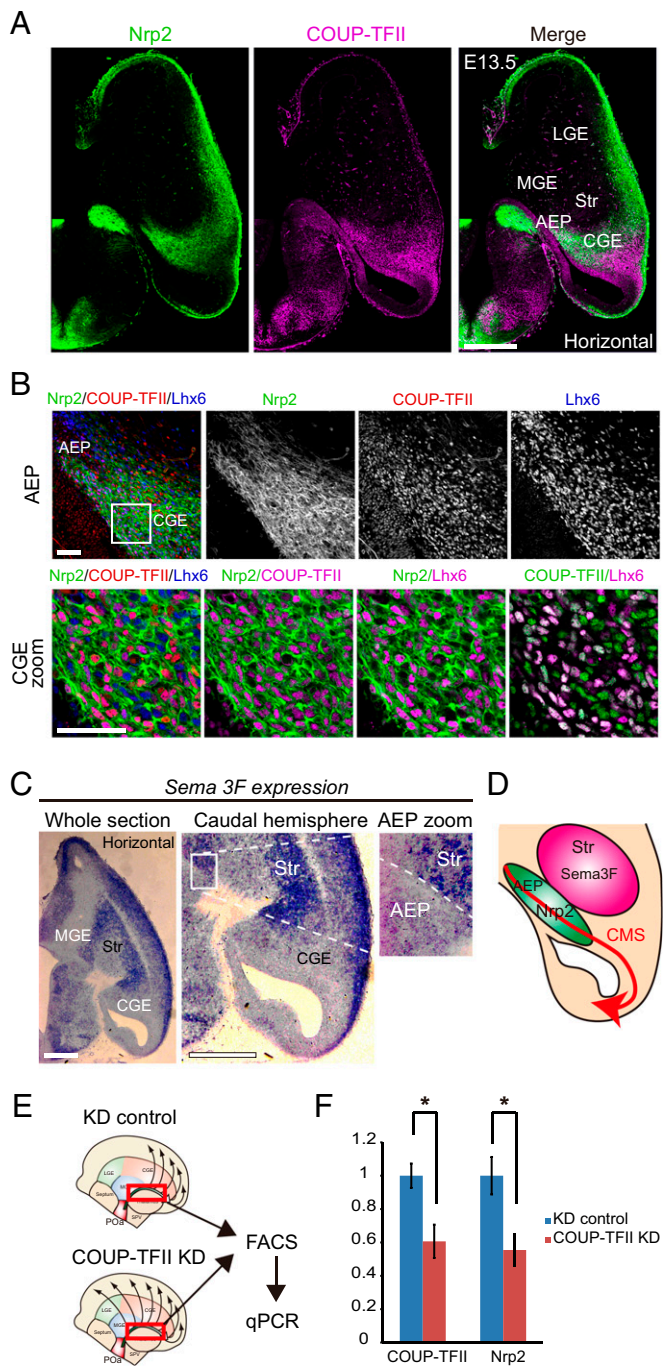 A
Nrp2
COUP-TFII
Merge
E13.5
LGE
MGE
Str
AEP
CGE
Horizontal
B
Nrp2/COUP-TFII/Lhx6
Nrp2
COUP-TFII
Lhx6
AEP
AEP
CGE
Nrp2/COUP-TFII/Lhx6
Nrp2/COUP-TFII
Nrp2/Lhx6
COUP-TFII/Lhx6
CGE zoom
C
Sema 3F expression
Whole section
Caudal hemisphere
AEP zoom
Horizontal
MGE
Str
CGE
Str
CGE
Str
AEP
D
Str
Sema3F
AEP
Nrp2
CMS
E
KD control
LGE
CGE
Septum
POa
SPV
COUP-TFII KD
LGE
CGE
Septum
MGE
POa
SPV
FACS
qPCR
F
*
*
1.2
1
0.8
0.6
0.4
0.2
0
KD control
COUP-TFII KD
COUP-TFII
Nrp2